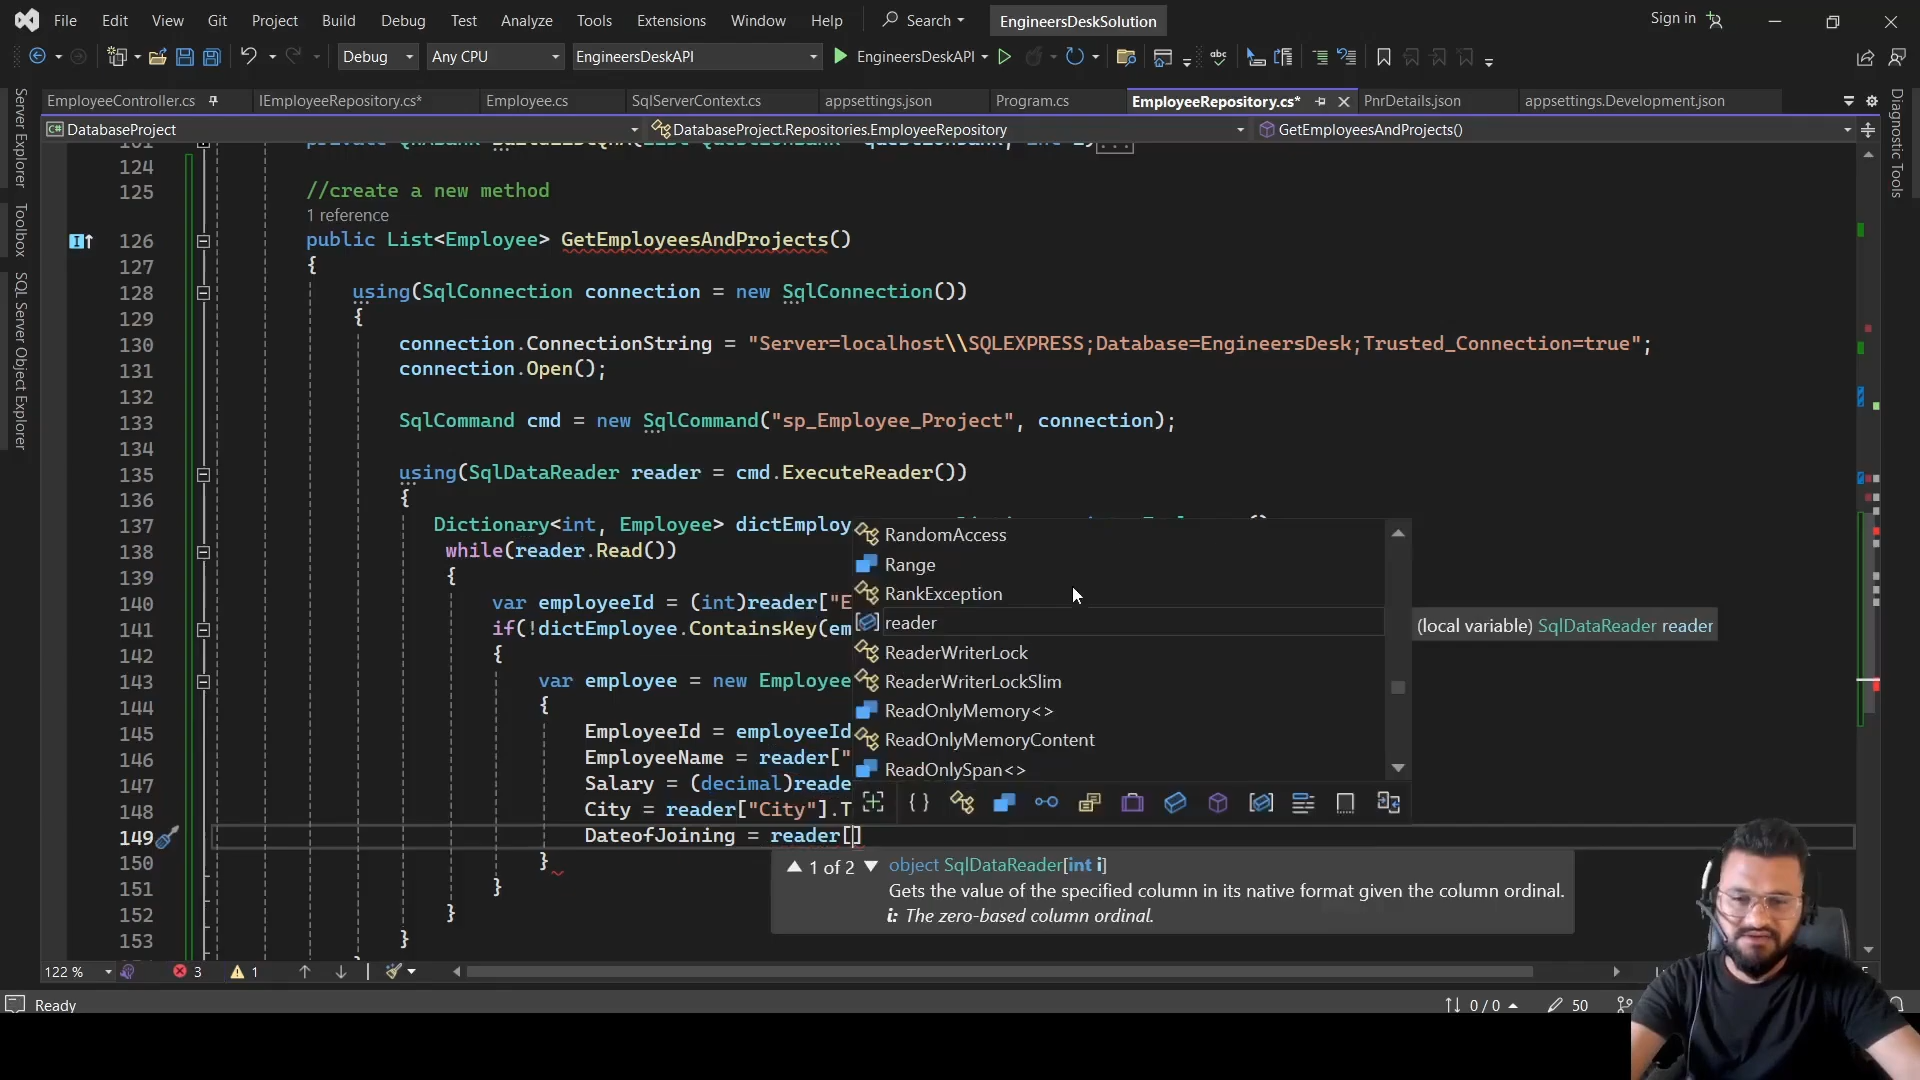 File Edit View Git Project Build Debug Test Analyze Tools Extensions Window Help Search EngineersDeskSolution Sign in
Debug Any CPU EngineersDeskAPI EngineersDeskAPI
EmployeeController.cs IEmployeeRepository.cs* Employee.cs SqlServerContext.cs appsettings.json Program.cs EmployeeRepository.cs* PnrDetails.json appsettings.Development.json
DatabaseProject DatabaseProject.Repositories.EmployeeRepository GetEmployeesAndProjects()
Server Explorer
Toolbox
SQL Server Object Explorer
Diagnostic Tools
124
125 //create a new method
1 reference
126 public List<Employee> GetEmployeesAndProjects()
127 {
128 using(SqlConnection connection = new SqlConnection())
129 {
130 connection.ConnectionString = "Server=localhost\\SQLEXPRESS;Database=EngineersDesk;Trusted_Connection=true";
131 connection.Open();
132
133 SqlCommand cmd = new SqlCommand("sp_Employee_Project", connection);
134
135 using(SqlDataReader reader = cmd.ExecuteReader())
136 {
137 Dictionary<int, Employee> dictEmploy
138 while(reader.Read())
139 {
140 var employeeId = (int)reader["E
141 if(!dictEmployee.ContainsKey(em
142 {
143 var employee = new Employee
144 {
145 EmployeeId = employeeId
146 EmployeeName = reader["
147 Salary = (decimal)reade
148 City = reader["City"].T
149 DateofJoining = reader[]
150 }
151 }
152 }
153 }
RandomAccess
Range
RankException
reader
ReaderWriterLock
ReaderWriterLockSlim
ReadOnlyMemory<>
ReadOnlyMemoryContent
ReadOnlySpan<>
(local variable) SqlDataReader reader
1 of 2 object SqlDataReader[int i]
Gets the value of the specified column in its native format given the column ordinal.
i: The zero-based column ordinal.
122 % 3 1
Ready 0 / 0 50